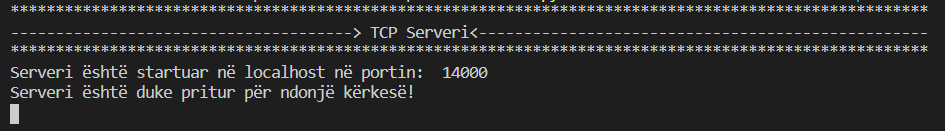 ******************************************************************************************************
--------------------------------------> TCP Serveri<--------------------------------------------------
******************************************************************************************************
Serveri është startuar në localhost në portin:  14000
Serveri është duke pritur për ndonjë kërkesë!